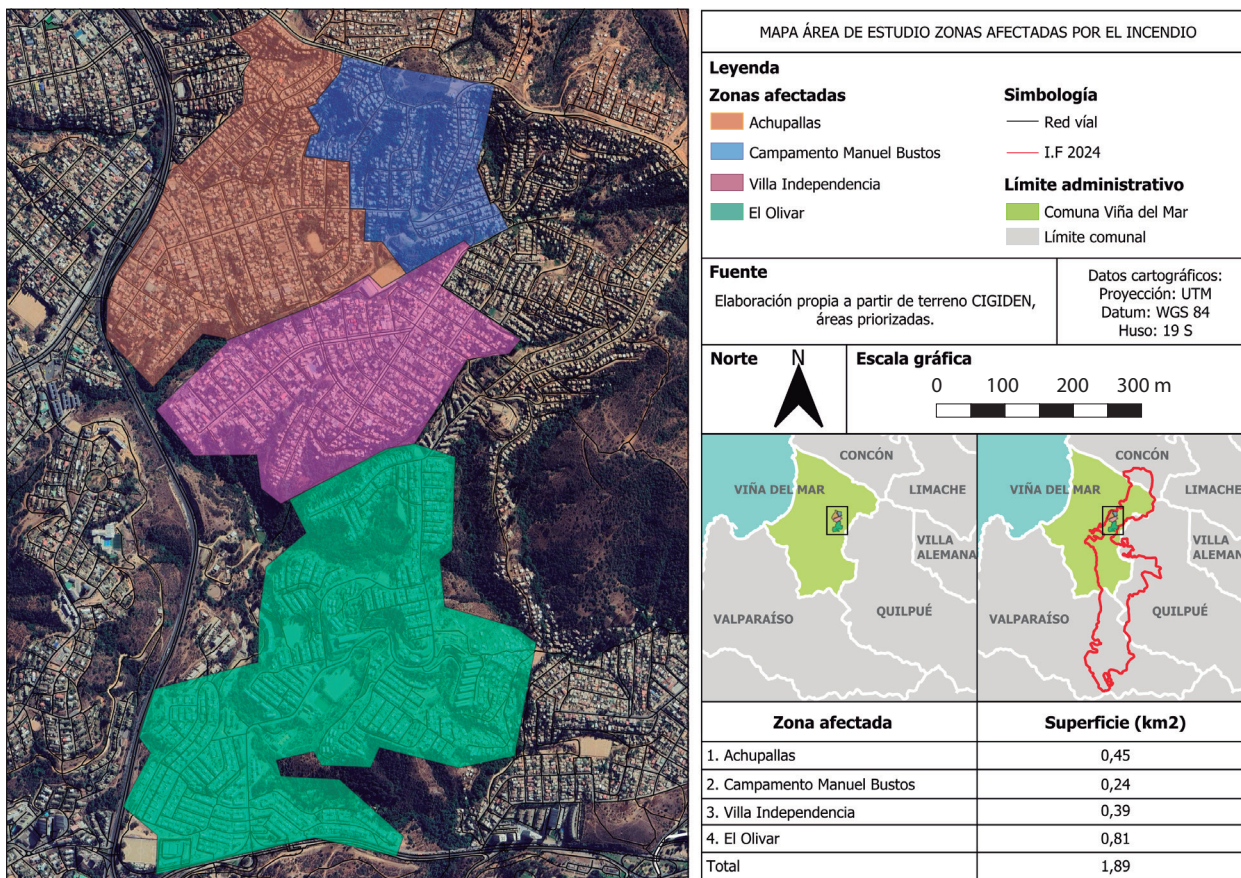 MAPA ÁREA DE ESTUDIO ZONAS AFECTADAS POR EL INCENDIO
Leyenda
Zonas afectadas
Achupallas
Campamento Manuel Bustos
Villa Independencia
El Olivar
Simbología
Red víal
I.F 2024
Límite administrativo
Comuna Viña del Mar
Límite comunal
Fuente
Elaboración propia a partir de terreno CIGIDEN,
áreas priorizadas.
Datos cartográficos:
Proyección: UTM
Datum: WGS 84
Huso: 19 S
Norte
N
Escala gráfica
0 100 200 300 m
CONCÓN
VIÑA DEL MAR
LIMACHE
VILLA
ALEMANA
QUILPUÉ
VALPARAÍSO
CONCÓN
VIÑA DEL MAR
LIMACHE
VILLA
ALEMAN
QUILPUÉ
VALPARAÍSO
Zona afectada Superficie (km2)
1. Achupallas 0,45
2. Campamento Manuel Bustos 0,24
3. Villa Independencia 0,39
4. El Olivar 0,81
Total 1,89